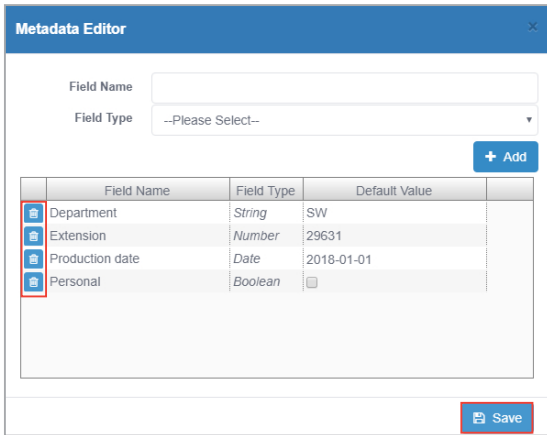 Metadata Editor ×
Field Name
Field Type --Please Select--
+ Add
Field Name Field Type Default Value
Department String SW
Extension Number 29631
Production date Date 2018-01-01
Personal Boolean
Save